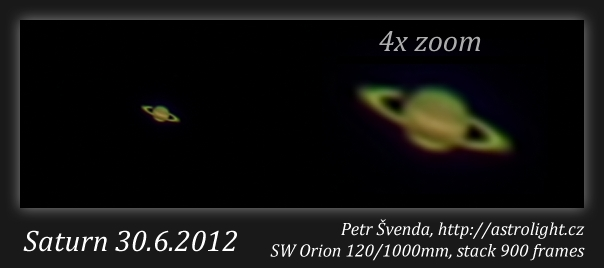 4x zoom
Saturn 30.6.2012
Petr Švenda, http://astrolight.cz
SW Orion 120/1000mm, stack 900 frames